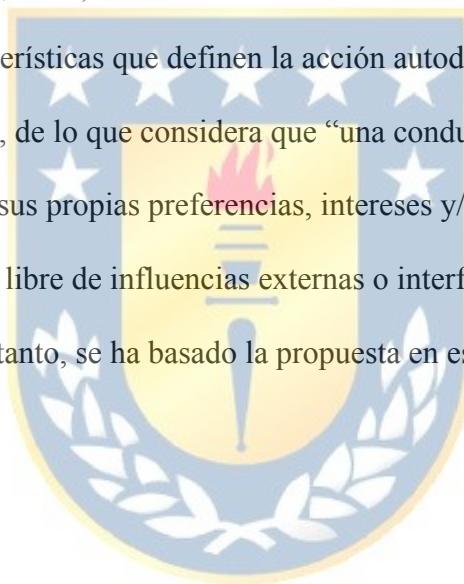 erísticas que definen la acción autod
, de lo que considera que “una condu
sus propias preferencias, intereses y/
libre de influencias externas o interf
tanto, se ha basado la propuesta en es